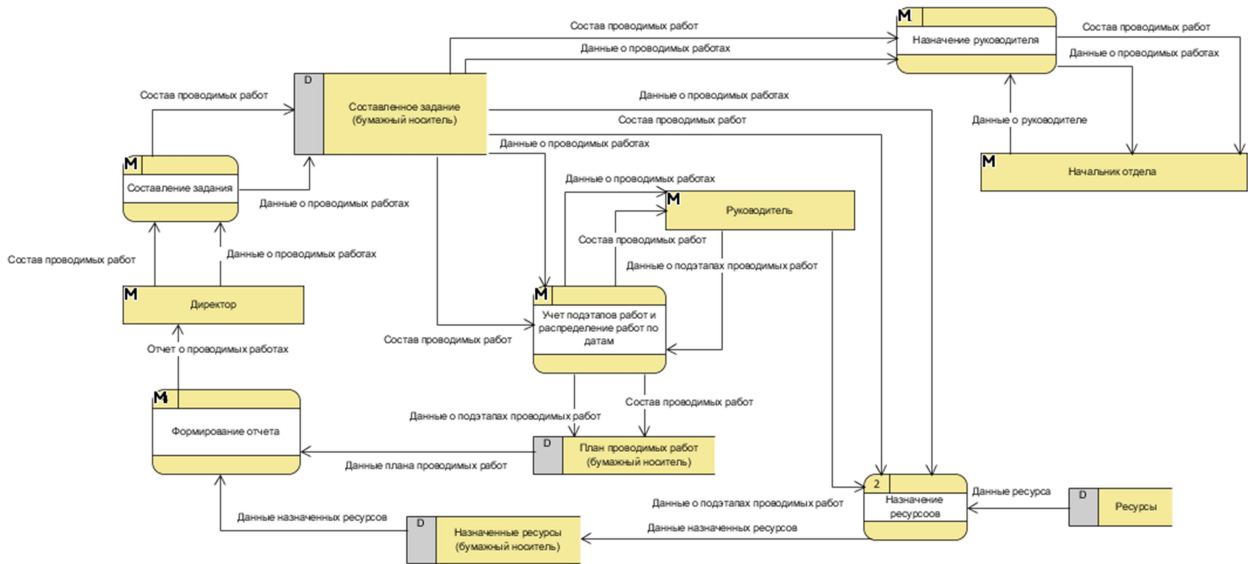 M
Состав проводимых работ
Назначение руководителя
Состав проводимых работ
Данные о проводимых работах
Данные о проводимых работах
D
Составленное задание
(бумажный носитель)
Состав проводимых работ
Данные о проводимых работах
Состав проводимых работ
Данные о руководителе
Данные о проводимых работах
M
Составление задания
M
Начальник отдела
Данные о проводимых работах
M
Руководитель
Данные о проводимых работах
Состав проводимых работ
Данные о проводимых работах
Состав проводимых работ
Данные о подэтапах проводимых работ
M
Директор
M
Учет подэтапов работ и
распределение работ по
датам
Состав проводимых работ
Отчет о проводимых работах
M
Формирование отчета
Данные о подэтапах проводимых работ
Состав проводимых работ
D
План проводимых работ
(бумажный носитель)
Данные плана проводимых работ
2
Назначение
ресурсоов
Данные ресурса
D
Ресурсы
Данные о подэтапах проводимых работ
Данные назначенных ресурсов
D
Назначенные ресурсы
(бумажный носитель)
Данные назначенных ресурсов